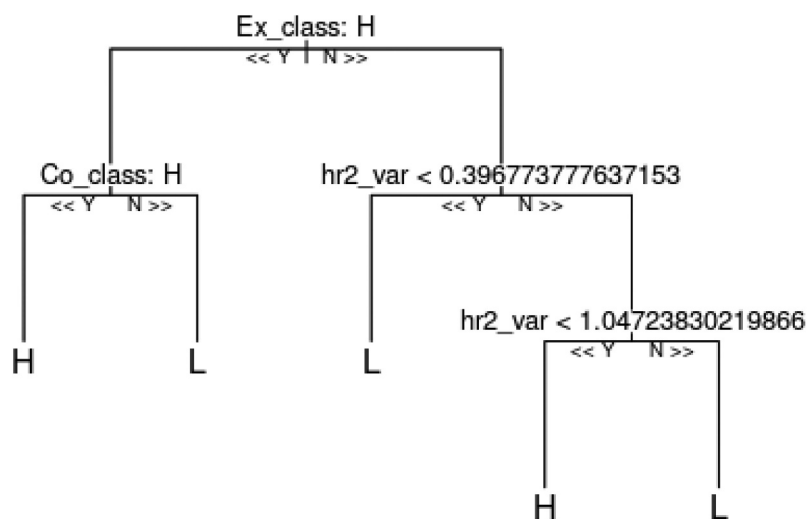 Ex_class: H
<< Y N >>
Co_class: H
hr2_var < 0.396773777637153
<< Y N >>
<< Y N >>
hr2_var < 1.04723830219866
<< Y N >>
H
L
L
H
L